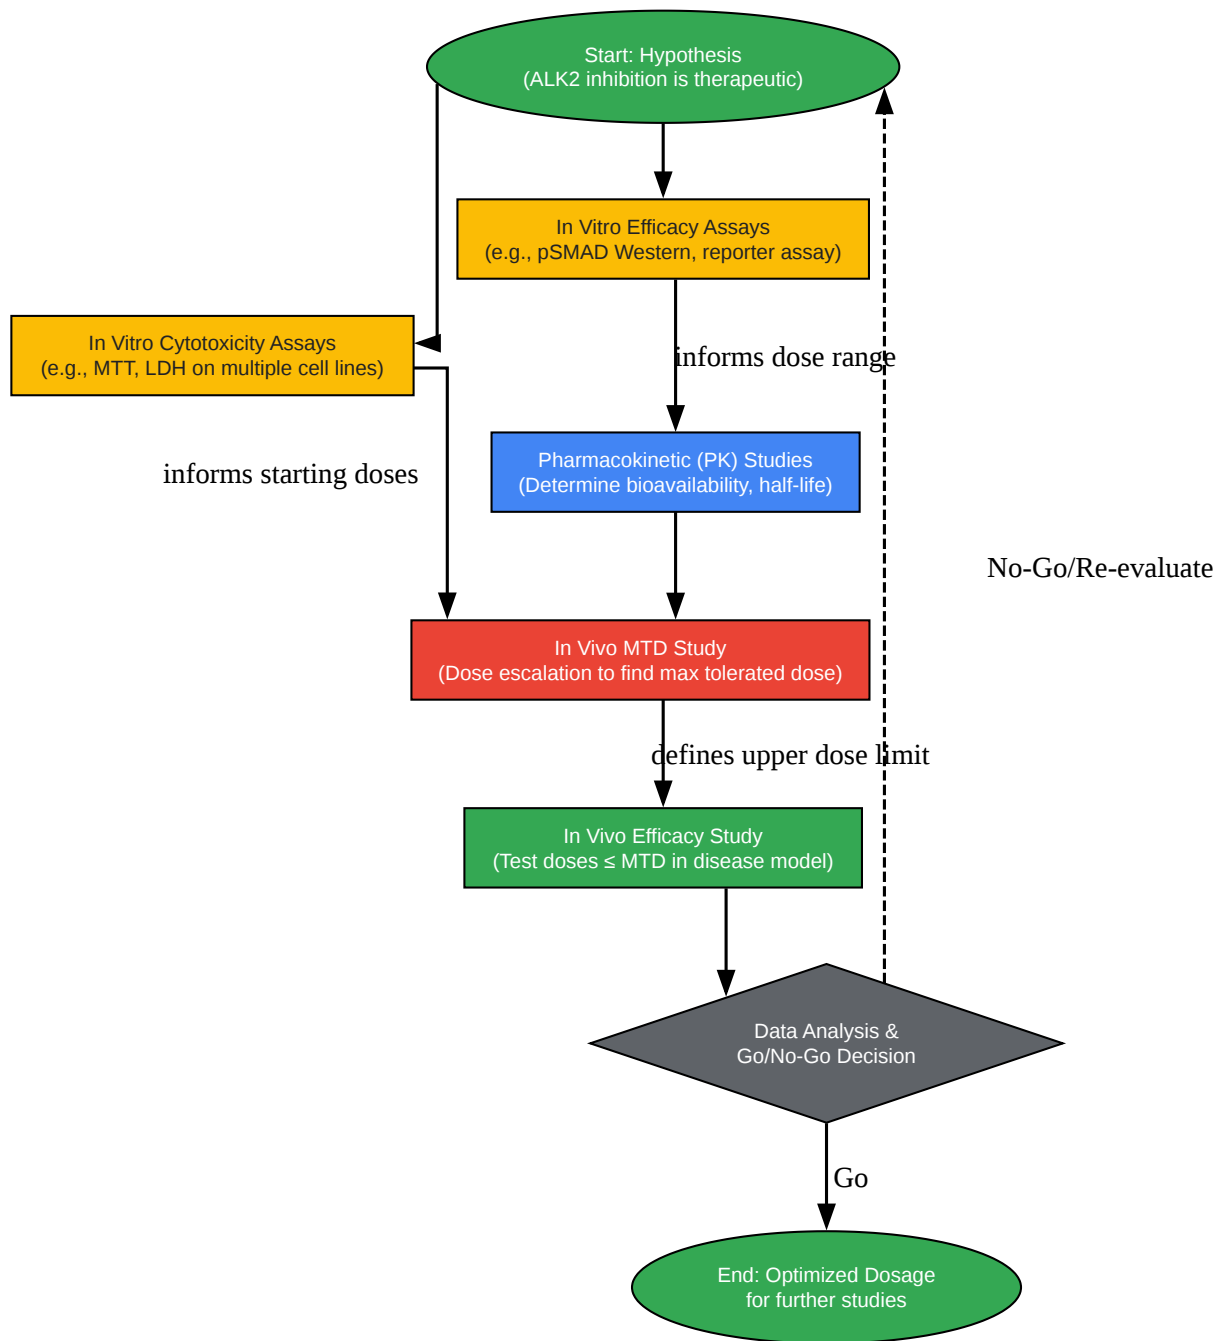 Start: Hypothesis
(ALK2 inhibition is therapeutic)
In Vitro Efficacy Assays
(e.g., pSMAD Western, reporter assay)
In Vitro Cytotoxicity Assays
(e.g., MTT, LDH on multiple cell lines)
informs dose range
informs starting doses
Pharmacokinetic (PK) Studies
(Determine bioavailability, half-life)
No-Go/Re-evaluate
In Vivo MTD Study
(Dose escalation to find max tolerated dose)
defines upper dose limit
In Vivo Efficacy Study
(Test doses ≤ MTD in disease model)
Data Analysis &
Go/No-Go Decision
Go
End: Optimized Dosage
for further studies